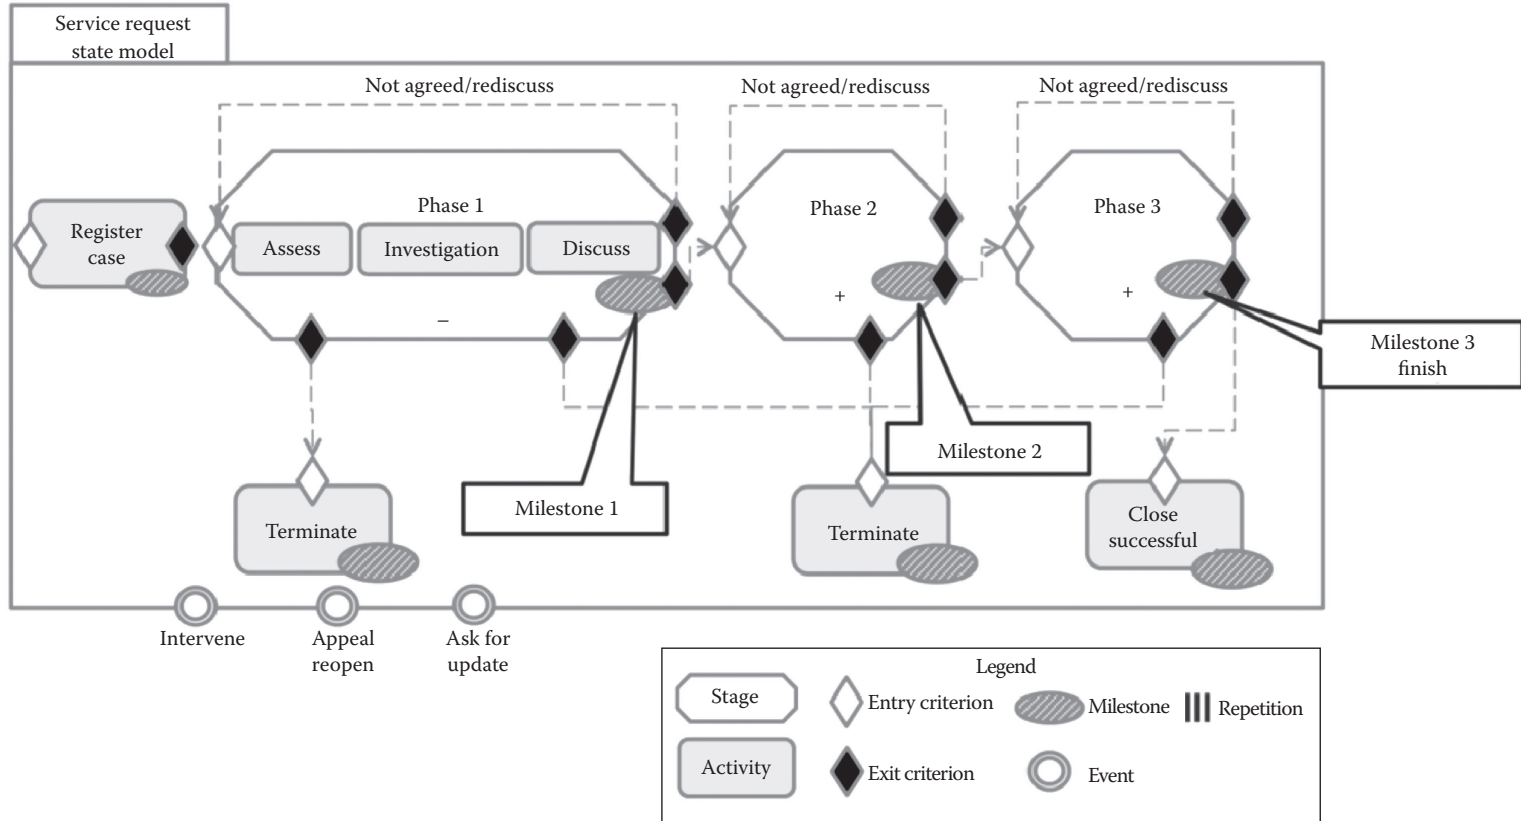 Service request
state model
Not agreed/rediscuss
Not agreed/rediscuss
Not agreed/rediscuss
Register
case
Phase 1
Assess
Investigation
Discuss
–
Phase 2
+
Phase 3
+
Milestone 3
finish
Milestone 2
Milestone 1
Terminate
Terminate
Close
successful
Intervene
Appeal
reopen
Ask for
update
Legend
Stage
Entry criterion
Milestone
Repetition
Activity
Exit criterion
Event